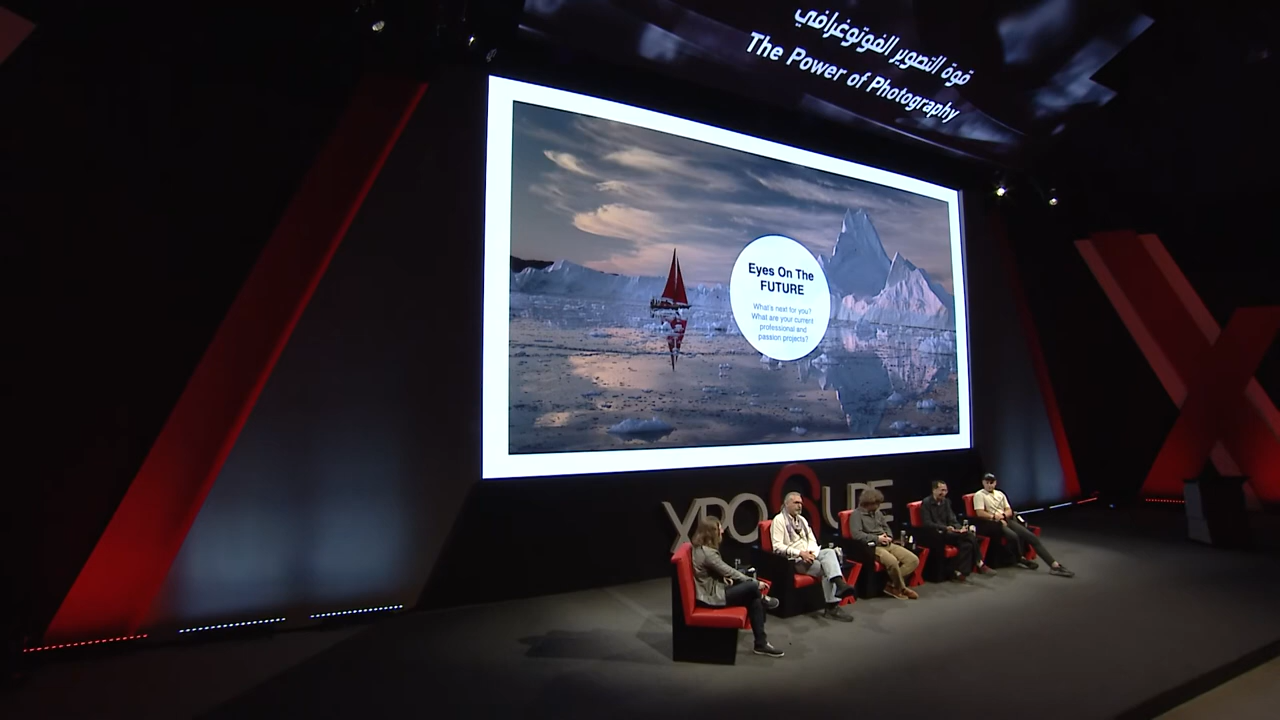 قوة التصوير الفوتوغرافي
The Power of Photography
Eyes On The
FUTURE
What's next for you?
What are your current
professional and
passion projects?
XPOSURE